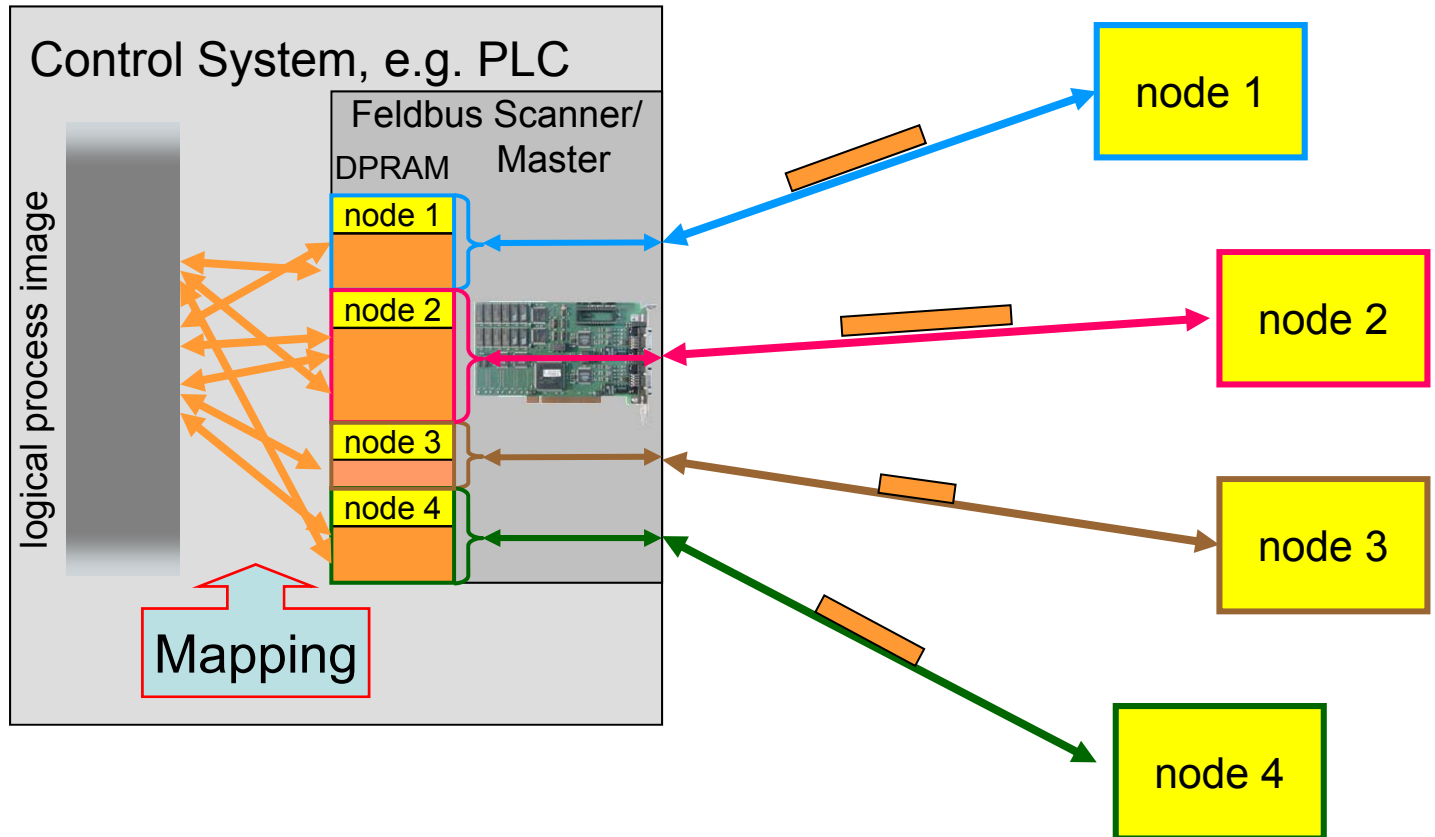 Control System, e.g. PLC
Feldbus Scanner/
Master
DPRAM
logical process image
node 1
node 2
node 3
node 4
Mapping
node 1
node 2
node 3
node 4